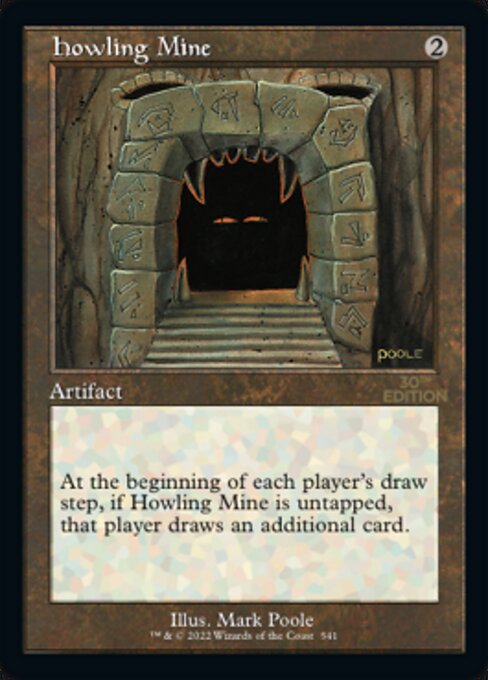 Howling Mine 2
POOLE
30TH EDITION
Artifact
At the beginning of each player's draw
step, if Howling Mine is untapped,
that player draws an additional card.
Illus. Mark Poole
™ & © 2022 Wizards of the Coast 541